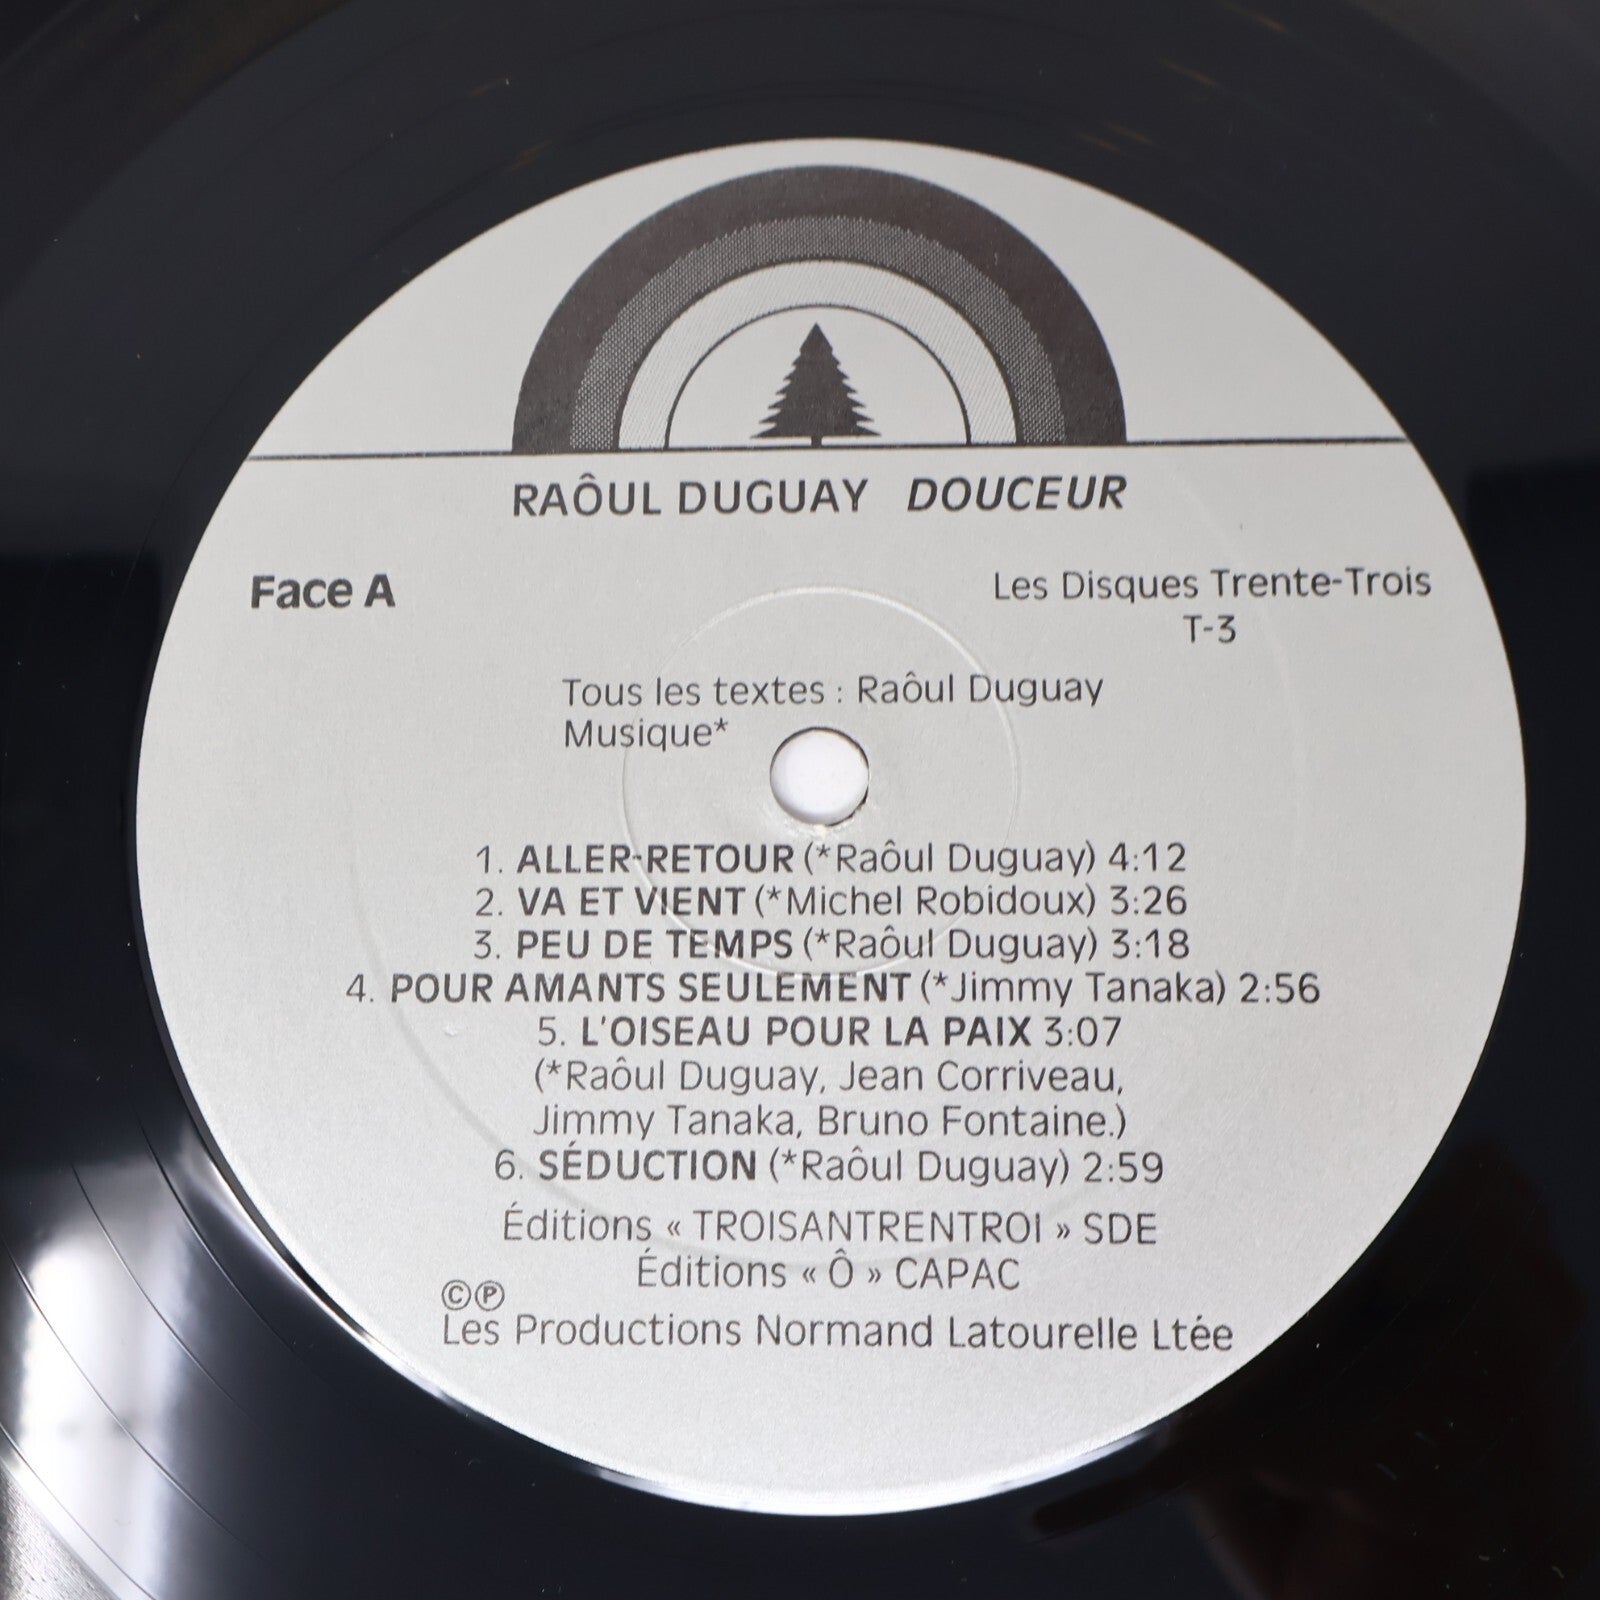 RAÔUL DUGUAY DOUCEUR
Face A
Les Disques Trente-Trois
T-3
Tous les textes : Raôul Duguay
Musique*
1. ALLER-RETOUR (*Raôul Duguay) 4:12
2. VA ET VIENT (*Michel Robidoux) 3:26
3. PEU DE TEMPS (*Raôul Duguay) 3:18
4. POUR AMANTS SEULEMENT (*Jimmy Tanaka) 2:56
5. L'OISEAU POUR LA PAIX 3:07
(*Raôul Duguay, Jean Corriveau,
Jimmy Tanaka, Bruno Fontaine.)
6. SÉDUCTION (*Raôul Duguay) 2:59
Éditions « TROISANTRENTROI » SDE
Éditions « Ô » CAPAC
©℗
Les Productions Normand Latourelle Ltée